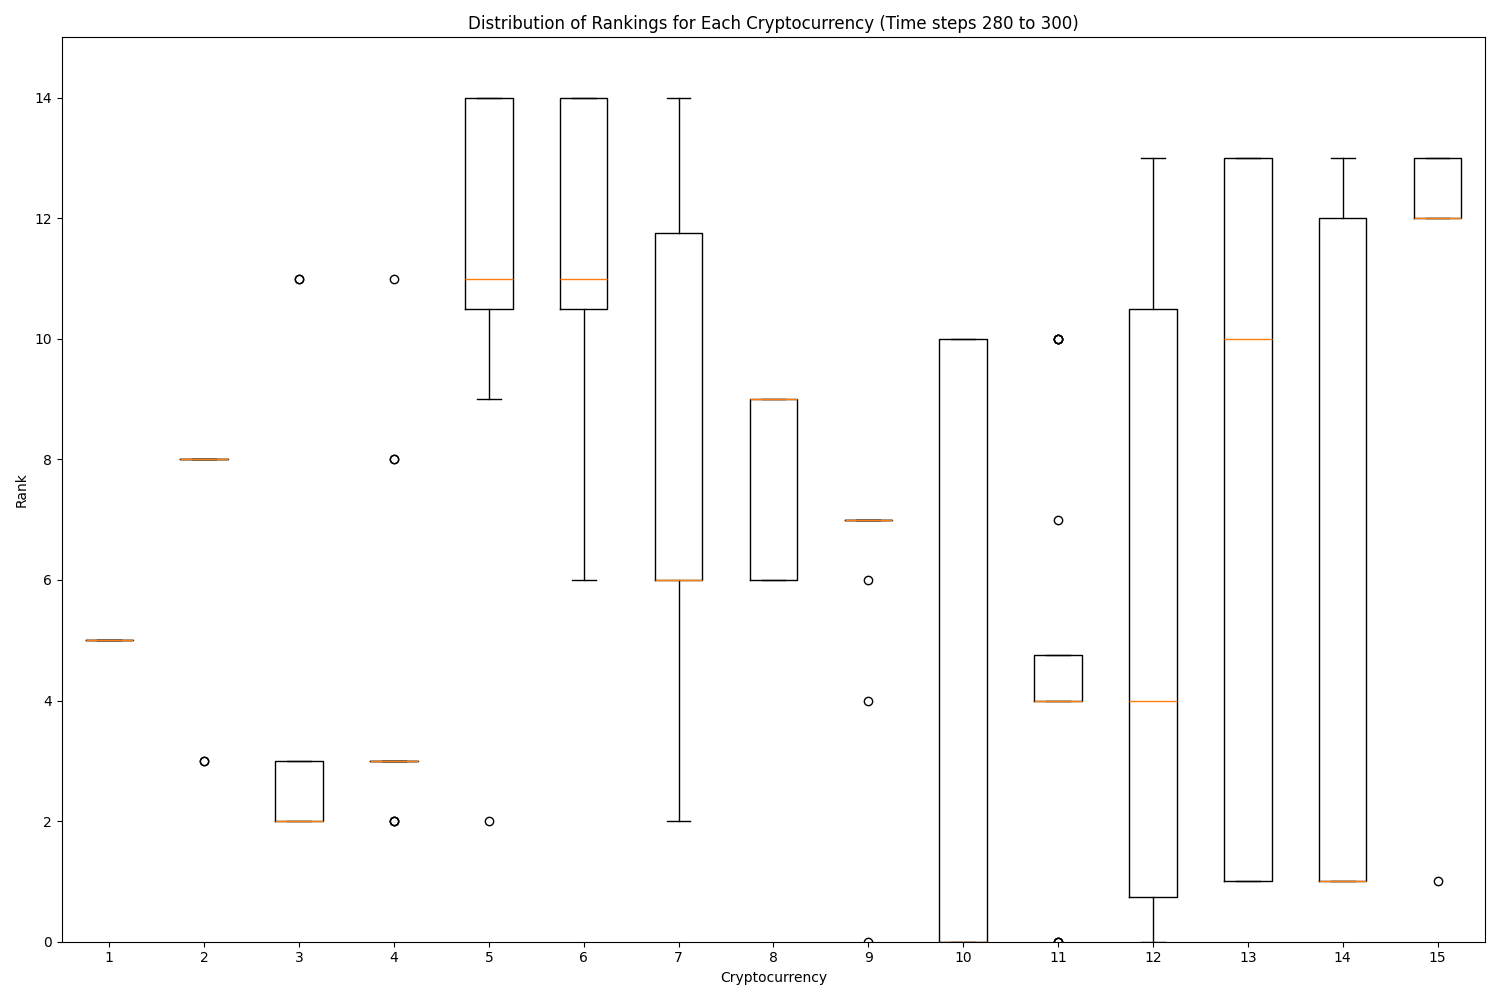 Distribution of Rankings for Each Cryptocurrency (Time steps 280 to 300)
14
12
10
8
6
4
2
0
Rank
1 2 3 4 5 6 7 8 9 10 11 12 13 14 15
Cryptocurrency